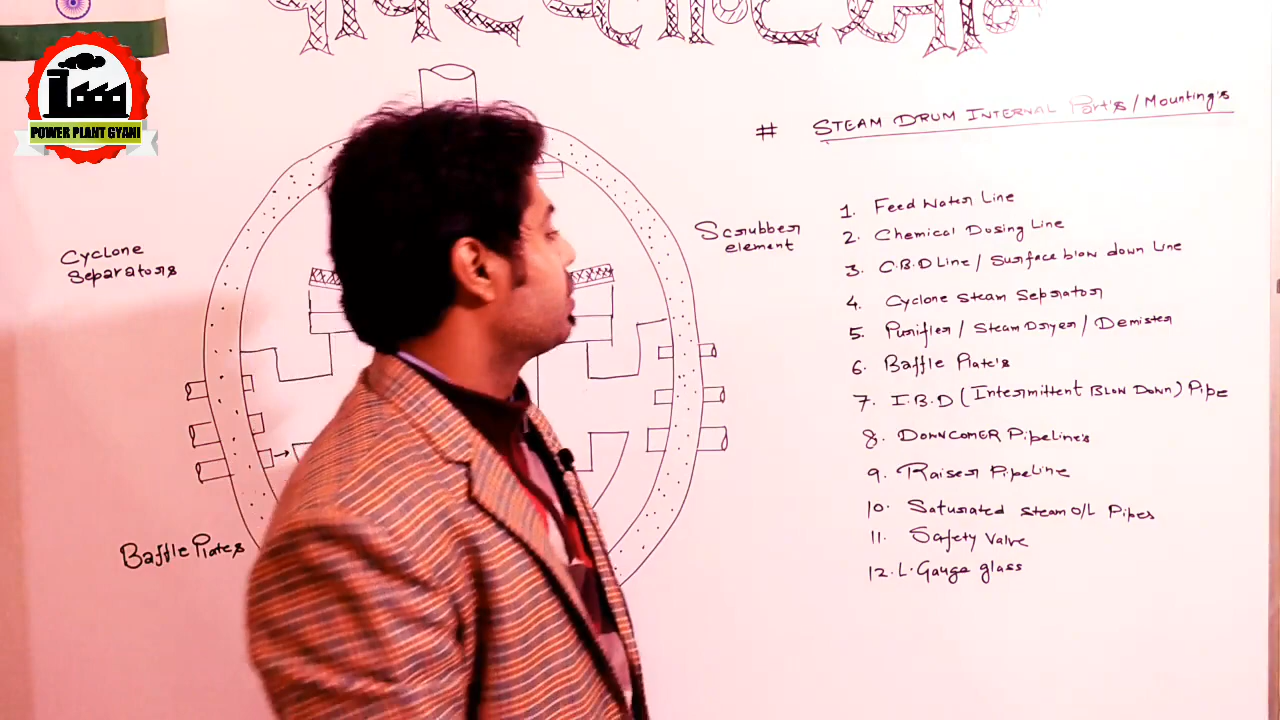 POWER PLANT GYANI
# STEAM DRUM INTERNAL Part's / Mounting's
Cyclone
Separators
Scrubber
element
Baffle Plates
1. Feed Water Line
2. Chemical Dosing Line
3. C.B.D Line / Surface blow down Line
4. Cyclone Steam Seprator
5. Purifier / Steam Dryer / Demister
6. Baffle Plate's
7. I.B.D (Intermittent BLOW DOWN) Pipe
8. DOWNCOMER Pipeline's
9. Raiser Pipeline
10. Saturated steam O/L Pipes
11. Safety Valve
12. L. Gauge glass